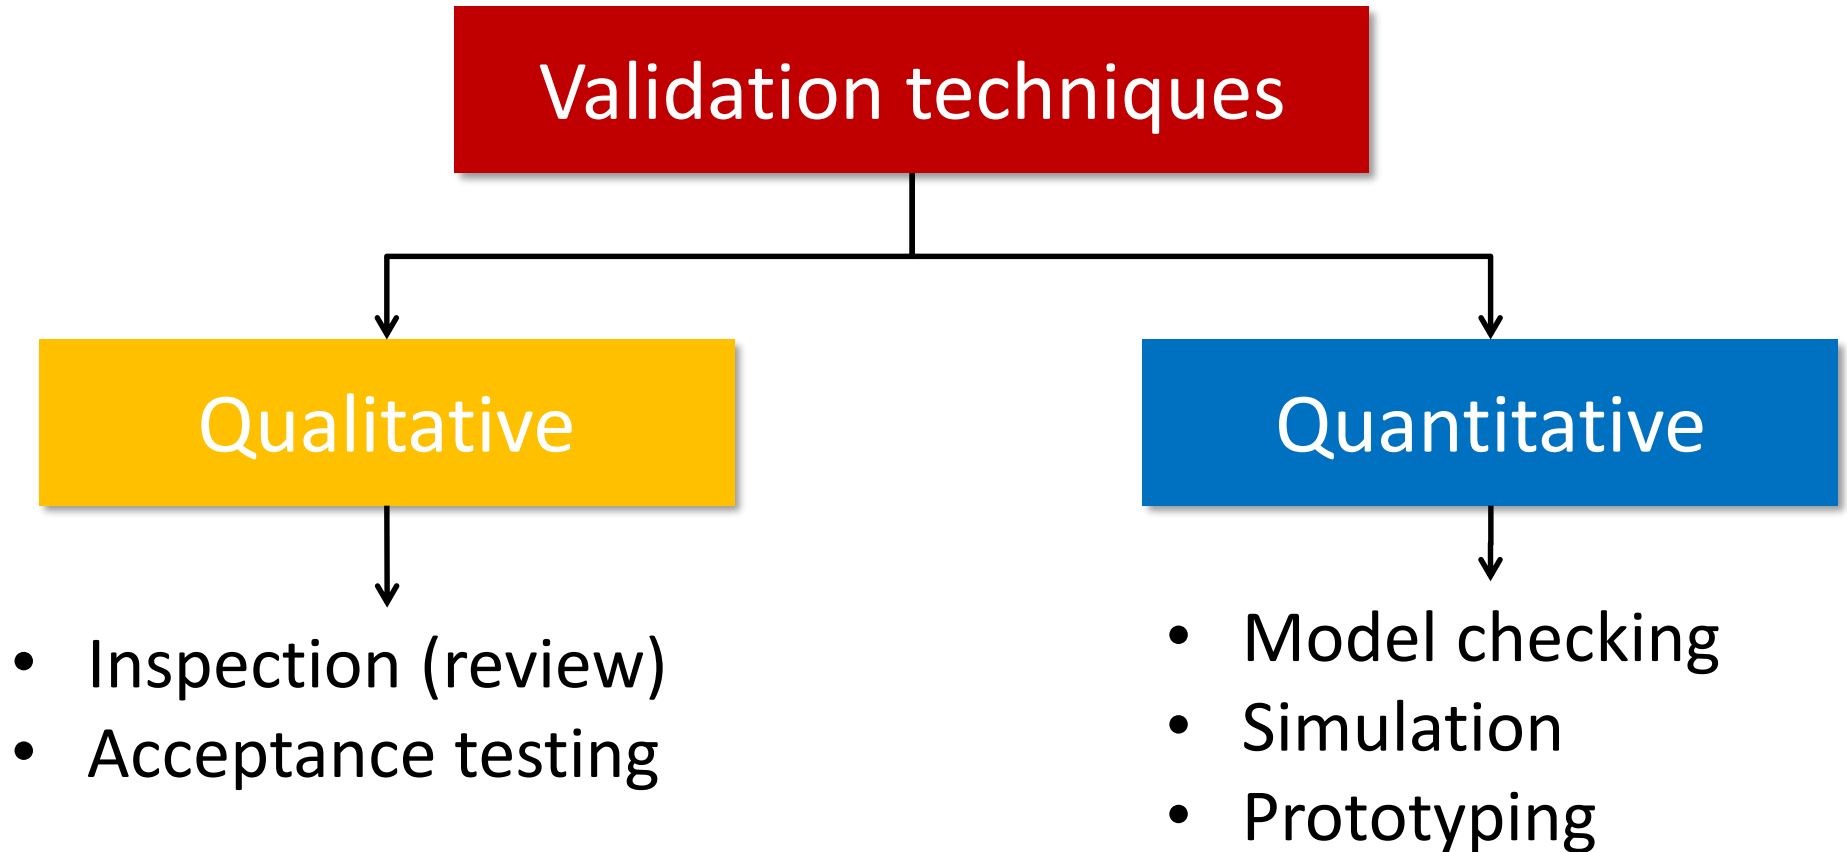 Validation techniques
Qualitative
Quantitative
• Inspection (review)
• Acceptance testing
• Model checking
• Simulation
• Prototyping